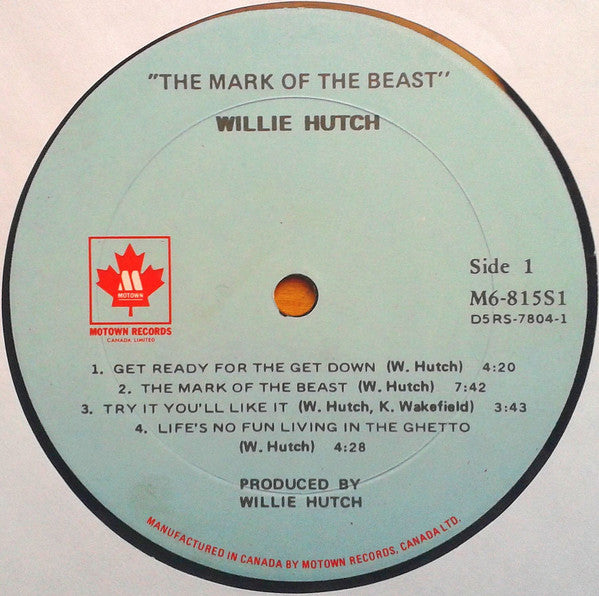 "THE MARK OF THE BEAST"
WILLIE HUTCH
M
MOTOWN
MOTOWN RECORDS
CANADA LIMITED
Side 1
M6-815S1
D5RS-7804-1
1. GET READY FOR THE GET DOWN (W. Hutch) 4:20
2. THE MARK OF THE BEAST (W. Hutch) 7:42
3. TRY IT YOU'LL LIKE IT (W. Hutch, K. Wakefield) 3:43
4. LIFE'S NO FUN LIVING IN THE GHETTO
(W. Hutch) 4:28
PRODUCED BY
WILLIE HUTCH
MANUFACTURED IN CANADA BY MOTOWN RECORDS, CANADA LTD.